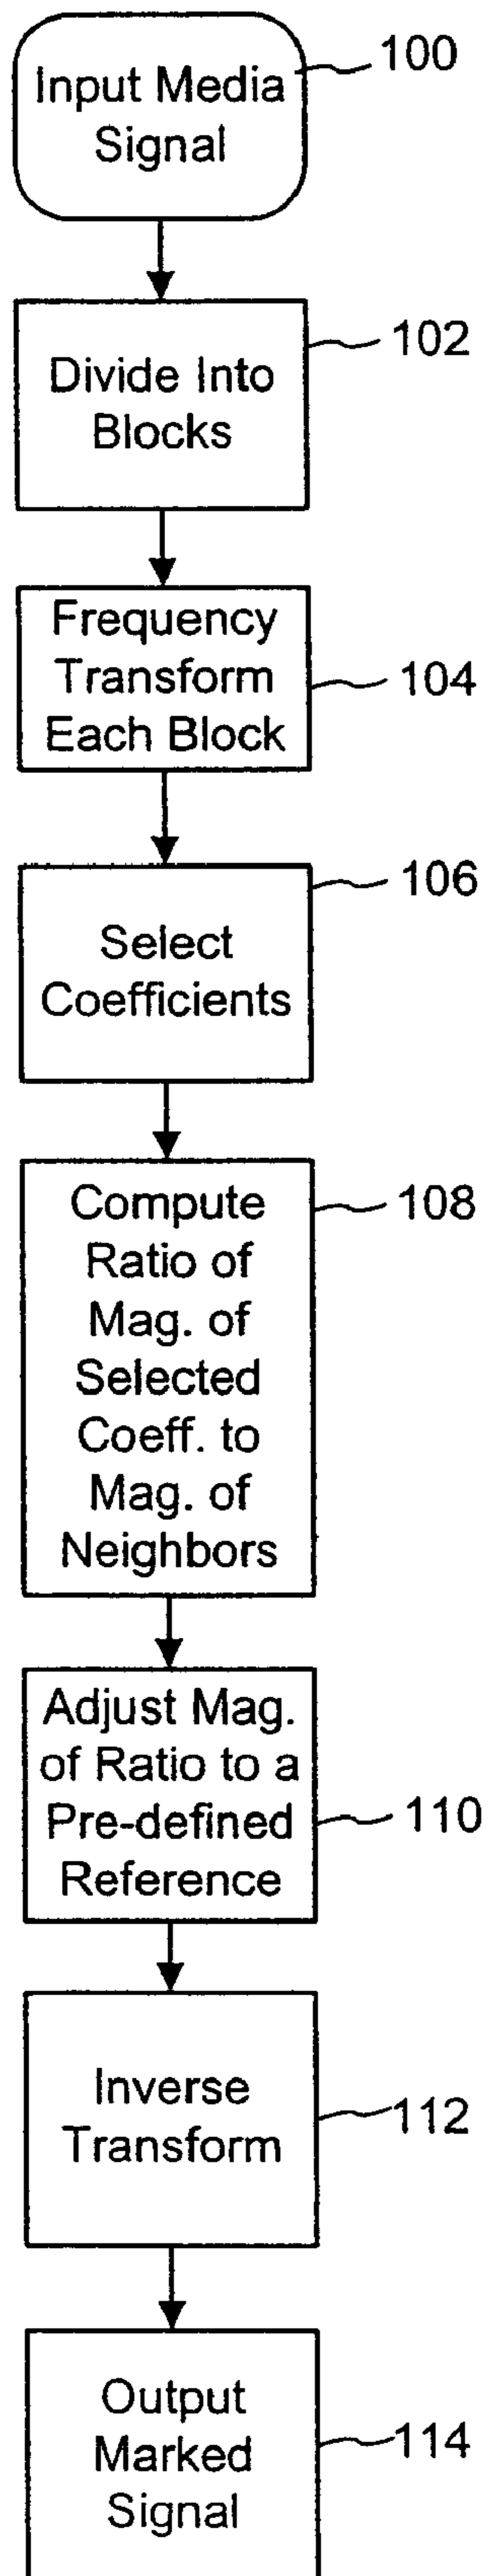 Input Media
Signal
100
Divide Into
Blocks
102
Frequency
Transform
Each Block
104
Select
Coefficients
106
Compute
Ratio of
Mag. of
Selected
Coeff. to
Mag. of
Neighbors
108
Adjust Mag.
of Ratio to a
Pre-defined
Reference
110
Inverse
Transform
112
Output
Marked
Signal
114